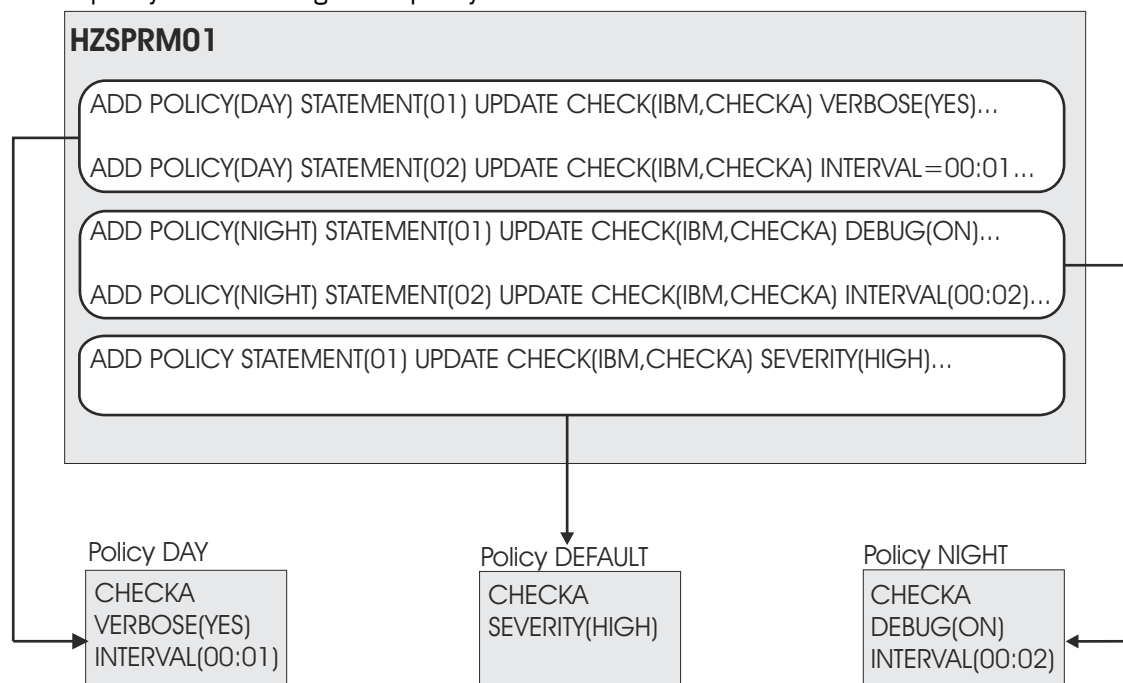 HZSPRM01
ADD POLICY(DAY) STATEMENT(01) UPDATE CHECK(IBM,CHECKA) VERBOSE(YES)...
ADD POLICY(DAY) STATEMENT(02) UPDATE CHECK(IBM,CHECKA) INTERVAL=00:01...
ADD POLICY(NIGHT) STATEMENT(01) UPDATE CHECK(IBM,CHECKA) DEBUG(ON)...
ADD POLICY(NIGHT) STATEMENT(02) UPDATE CHECK(IBM,CHECKA) INTERVAL(00:02)...
ADD POLICY STATEMENT(01) UPDATE CHECK(IBM,CHECKA) SEVERITY(HIGH)...
Policy DAY
CHECKA
VERBOSE(YES)
INTERVAL(00:01)
Policy DEFAULT
CHECKA
SEVERITY(HIGH)
Policy NIGHT
CHECKA
DEBUG(ON)
INTERVAL(00:02)